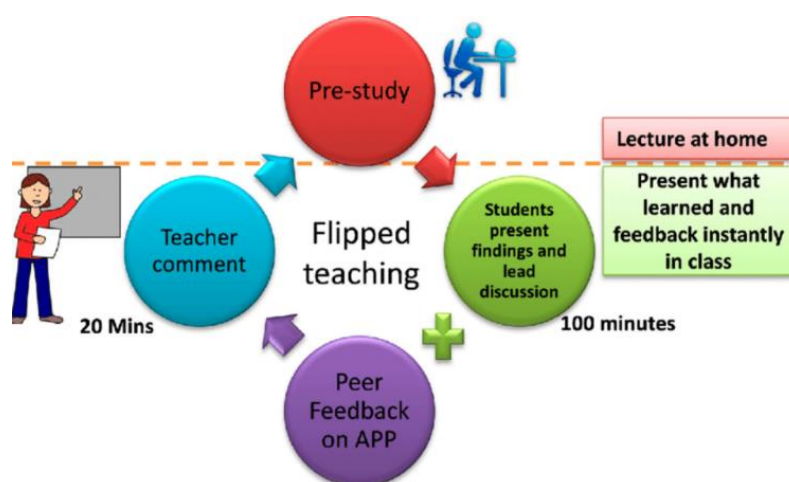 Pre-study
Lecture at home
Present what
learned and
feedback instantly
in class
Students
present
findings and
lead
discussion
Flipped
teaching
Teacher
comment
20 Mins
100 minutes
Peer
Feedback
on APP